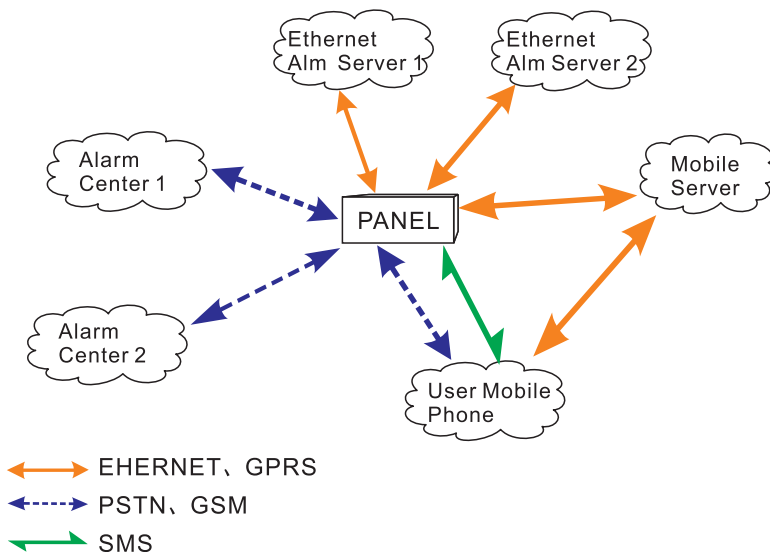 Ethernet
Alm Server 1
Ethernet
Alm Server 2
Alarm
Center 1
Mobile
Server
PANEL
Alarm
Center 2
User Mobile
Phone
EHERNET、GPRS
PSTN、GSM
SMS